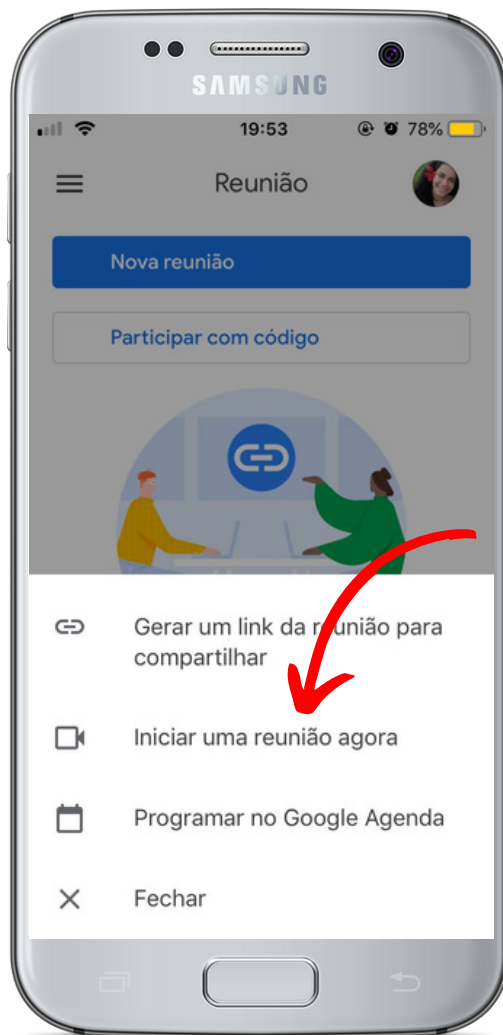 SAMSUNG
19:53 78%
Reunião
Nova reunião
Participar com código
Gerar um link da reunião para
compartilhar
Iniciar uma reunião agora
Programar no Google Agenda
Fechar